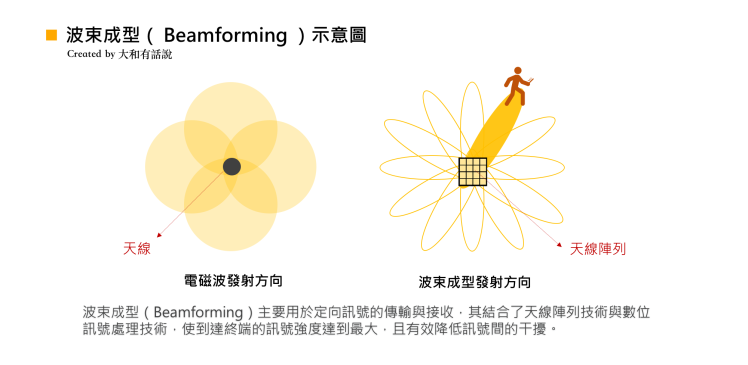 波束成型（ Beamforming ）示意圖
Created by 大和有話說
天線
天線陣列
電磁波發射方向
波束成型發射方向
波束成型（Beamforming）主要用於定向訊號的傳輸與接收，其結合了天線陣列技術與數位
訊號處理技術，使到達終端的訊號強度達到最大，且有效降低訊號間的干擾。